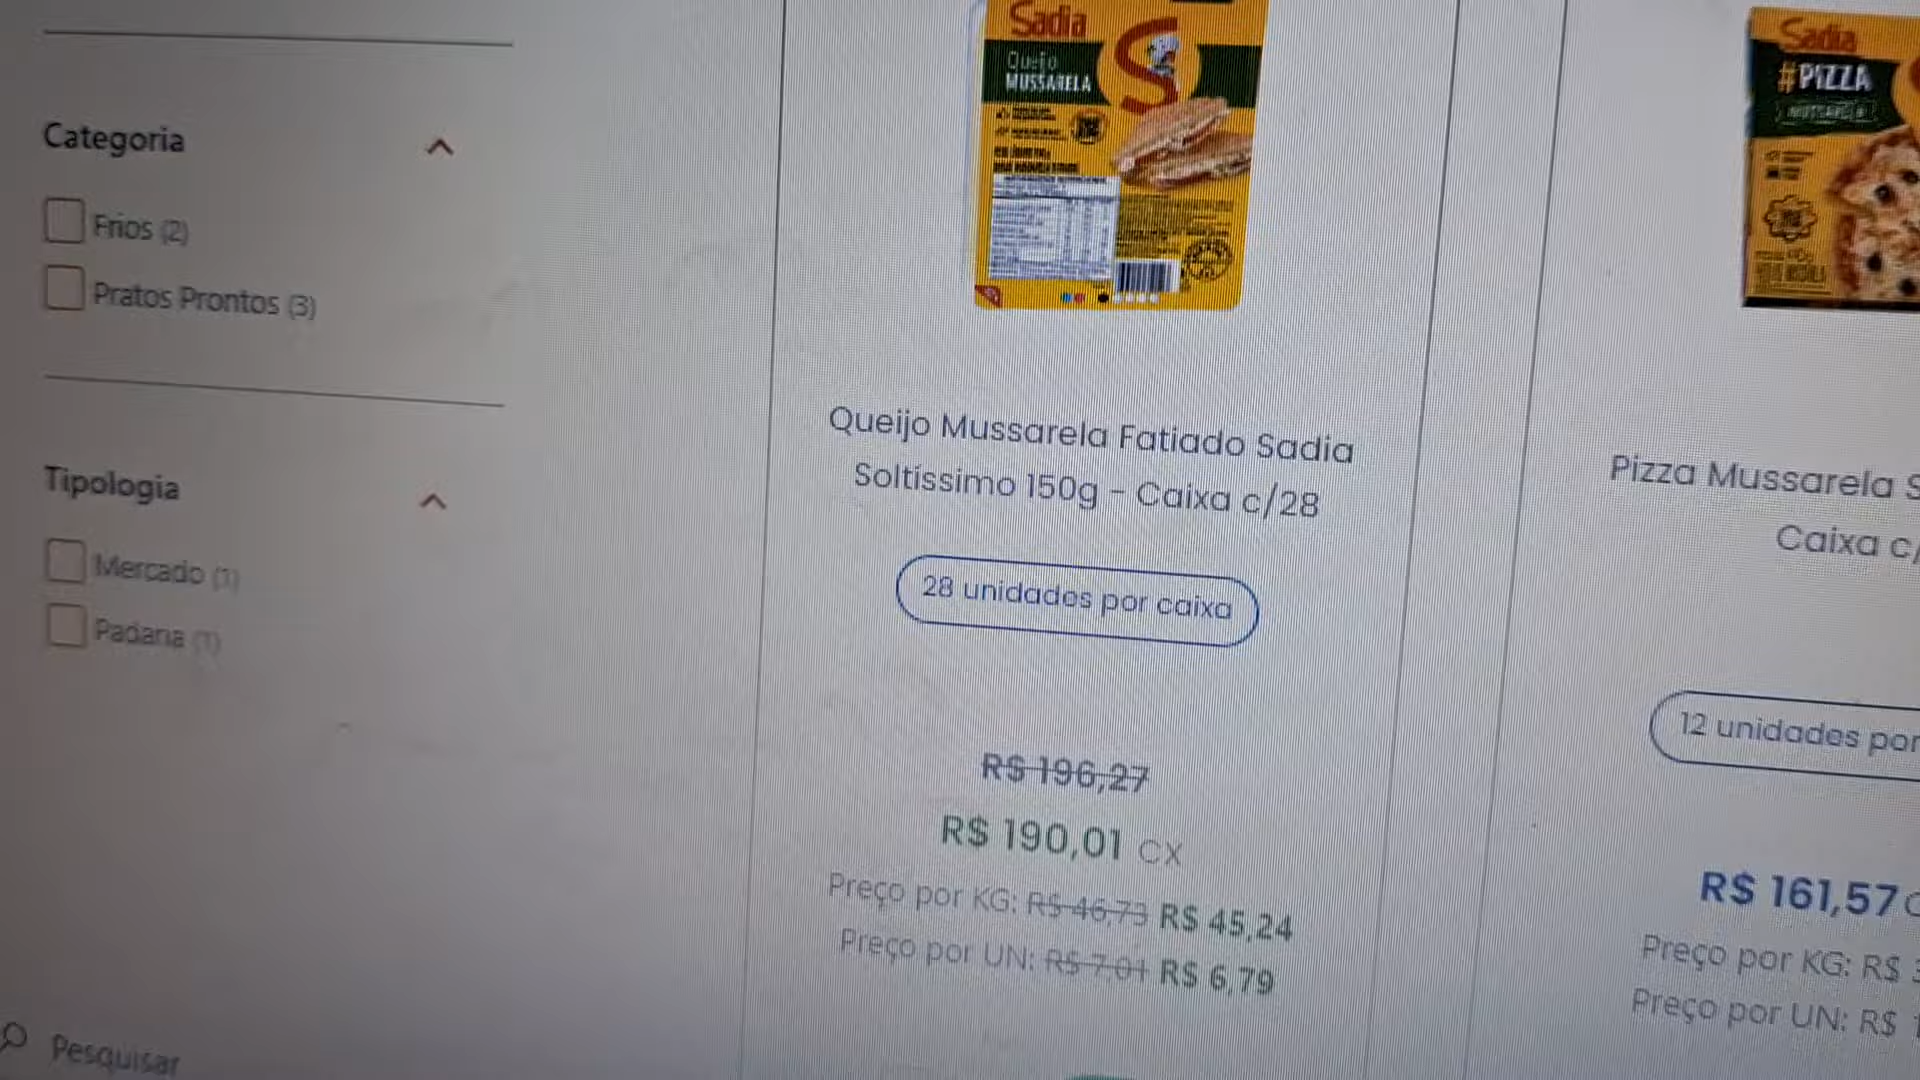 Categoria
Frios (2)
Pratos Prontos (3)
Tipologia
Mercado (1)
Padaria (1)
Pesquisar
Sadia
Queijo
MUSSARELA
Queijo Mussarela Fatiado Sadia
Soltíssimo 150g - Caixa c/28
28 unidades por caixa
R$ 196,27
R$ 190,01 CX
Preço por KG: R$ 46,73 R$ 45,24
Preço por UN: R$ 7,01 R$ 6,79
Sadia
#PIZZA
MUSSARELA
Pizza Mussarela S
Caixa c/
12 unidades por
R$ 161,57
Preço por KG: R$ 3
Preço por UN: R$ 1